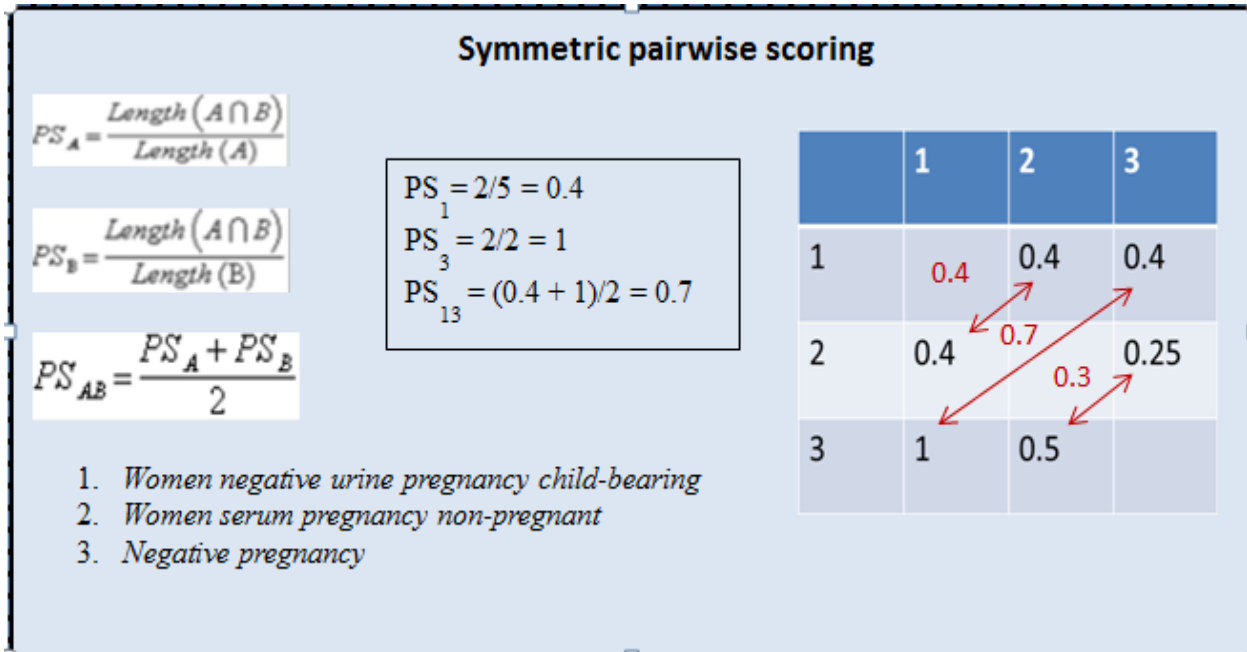 Symmetric pairwise scoring
PS_A = Length (A ∩ B) / Length (A)
PS_B = Length (A ∩ B) / Length (B)
PS_AB = PS_A + PS_B / 2
PS_1 = 2/5 = 0.4
PS_3 = 2/2 = 1
PS_13 = (0.4 + 1)/2 = 0.7
1 2 3
1 0.4 0.4 0.4
0.7
2 0.4 0.3 0.25
3 1 0.5
1. Women negative urine pregnancy child-bearing
2. Women serum pregnancy non-pregnant
3. Negative pregnancy